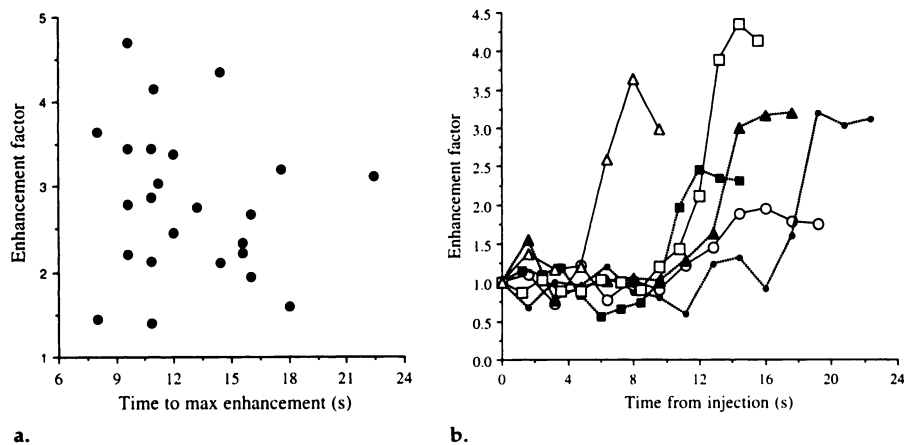 5
4
3
2
1
Enhancement factor
6 9 12 15 18 21 24
Time to max enhancement (s)
a.
4.5
4.0
3.5
3.0
2.5
2.0
1.5
1.0
0.5
0.0
Enhancement factor
0 4 8 12 16 20 24
Time from injection (s)
b.